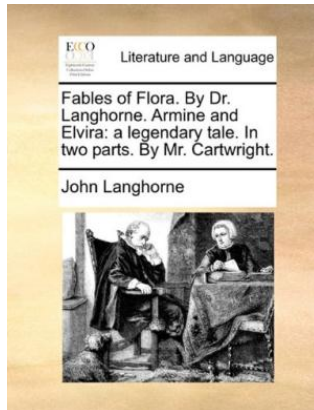 ECCO
Literature and Language
Fables of Flora. By Dr.
Langhorne. Armine and
Elvira: a legendary tale. In
two parts. By Mr. Cartwright.
John Langhorne